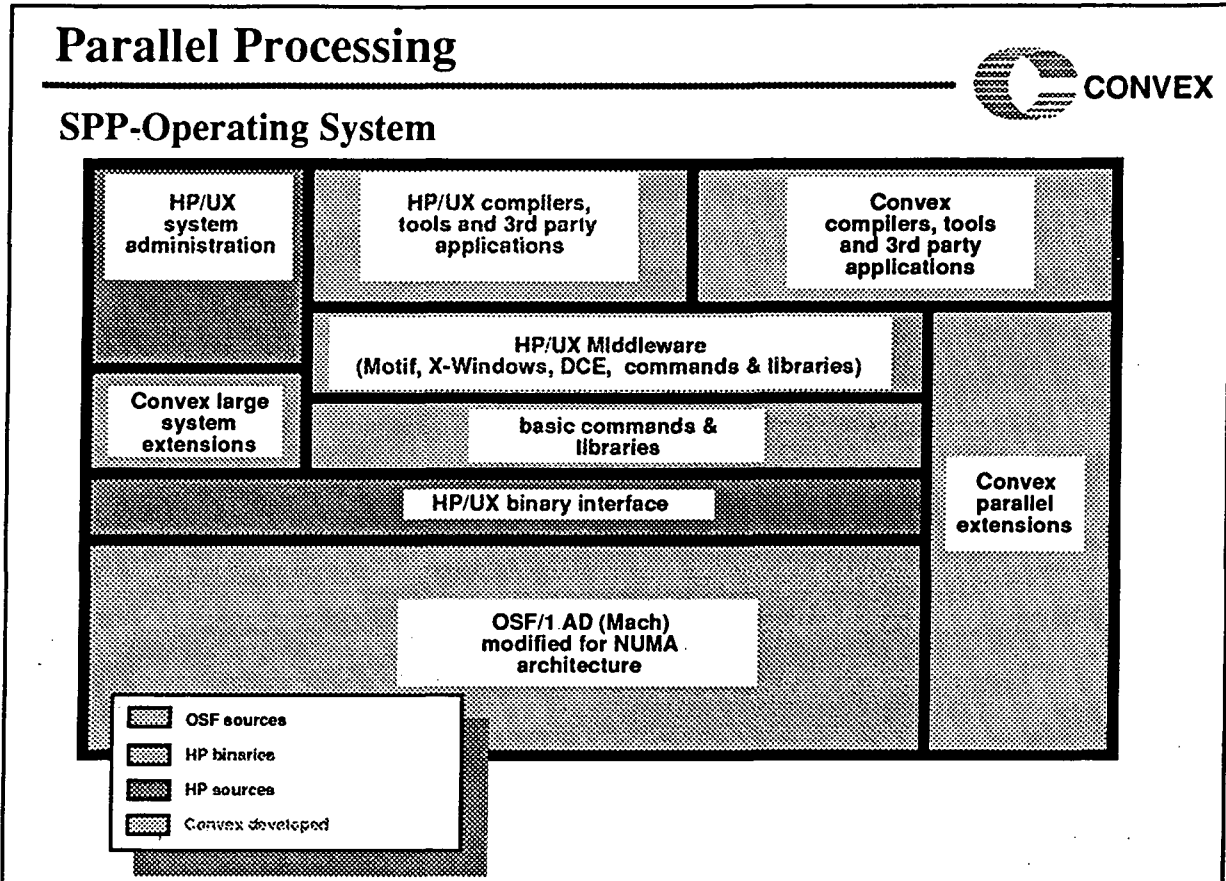 Parallel Processing
CONVEX
SPP-Operating System
HP/UX
system
administration
HP/UX compilers,
tools and 3rd party
applications
Convex
compilers, tools
and 3rd party
applications
HP/UX Middleware
(Motif, X-Windows, DCE, commands & libraries)
Convex large
system
extensions
basic commands &
libraries
HP/UX binary interface
Convex
parallel
extensions
OSF/1 AD (Mach)
modified for NUMA
architecture
OSF sources
HP binaries
HP sources
Convex developed